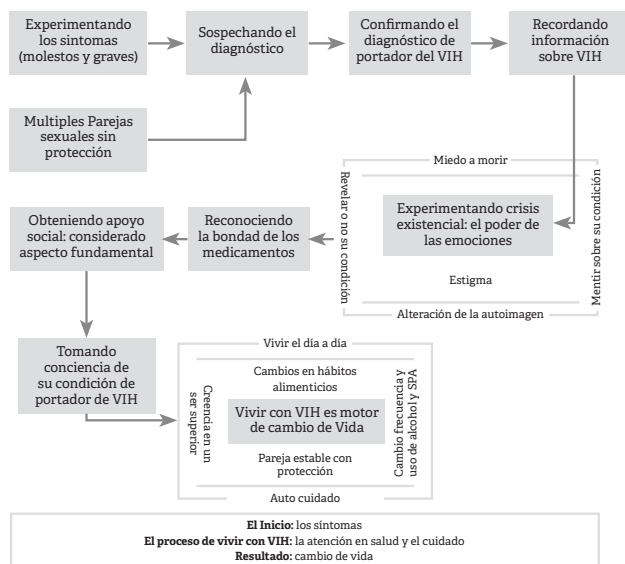 Experimentando
los síntomas
(molestos y graves)
Sospechando el
diagnóstico
Confirmando el
diagnóstico de
portador del VIH
Recordando
información
sobre VIH
Multiples Parejas
sexuales sin
protección
Miedo a morir
Revelar o no su condición
Experimentando crisis
existencial: el poder de
las emociones
Mentir sobre su condición
Estigma
Alteración de la autoimagen
Reconociendo
la bondad de los
medicamentos
Obteniendo apoyo
social: considerado
aspecto fundamental
Tomando
conciencia de
su condición de
portador de VIH
Vivir el día a día
Creencia en un
ser superior
Cambios en hábitos
alimenticios
Vivir con VIH es motor
de cambio de Vida
Pareja estable con
protección
Cambio frecuencia y
uso de alcohol y SPA
Auto cuidado
El Inicio: los síntomas
El proceso de vivir con VIH: la atención en salud y el cuidado
Resultado: cambio de vida